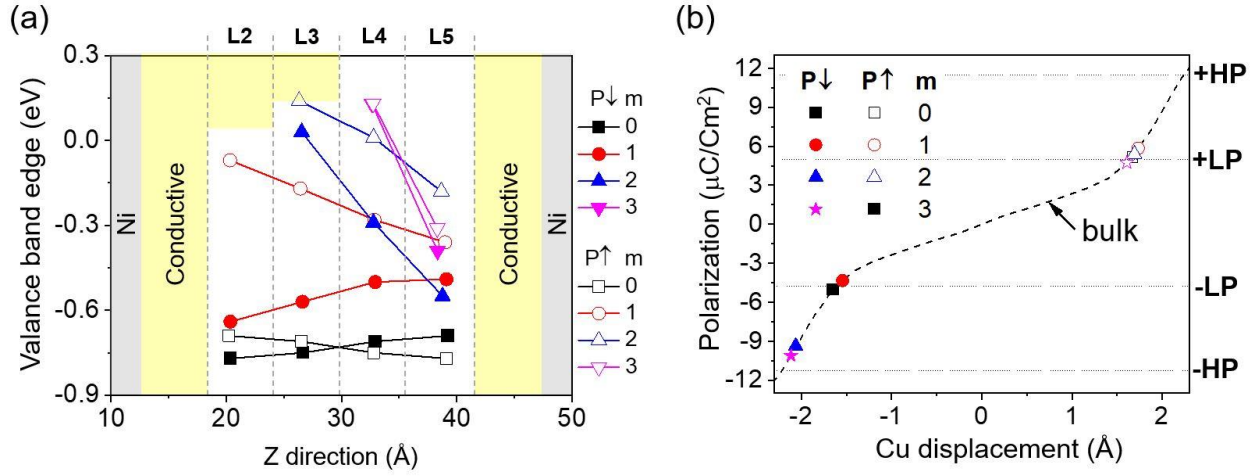 (a)
L2 L3 L4 L5
0.3
0.0
-0.3
-0.6
-0.9
Valance band edge (eV)
Ni
Conductive
Conductive
Ni
10 20 30 40 50
Z direction (Å)
P↓ m
0
1
2
3
P↑ m
0
1
2
3
(b)
12
9
6
3
0
-3
-6
-9
-12
Polarization (μC/Cm²)
P↓ P↑ m
0
1
2
3
bulk
+HP
+LP
-LP
-HP
-2 -1 0 1 2
Cu displacement (Å)